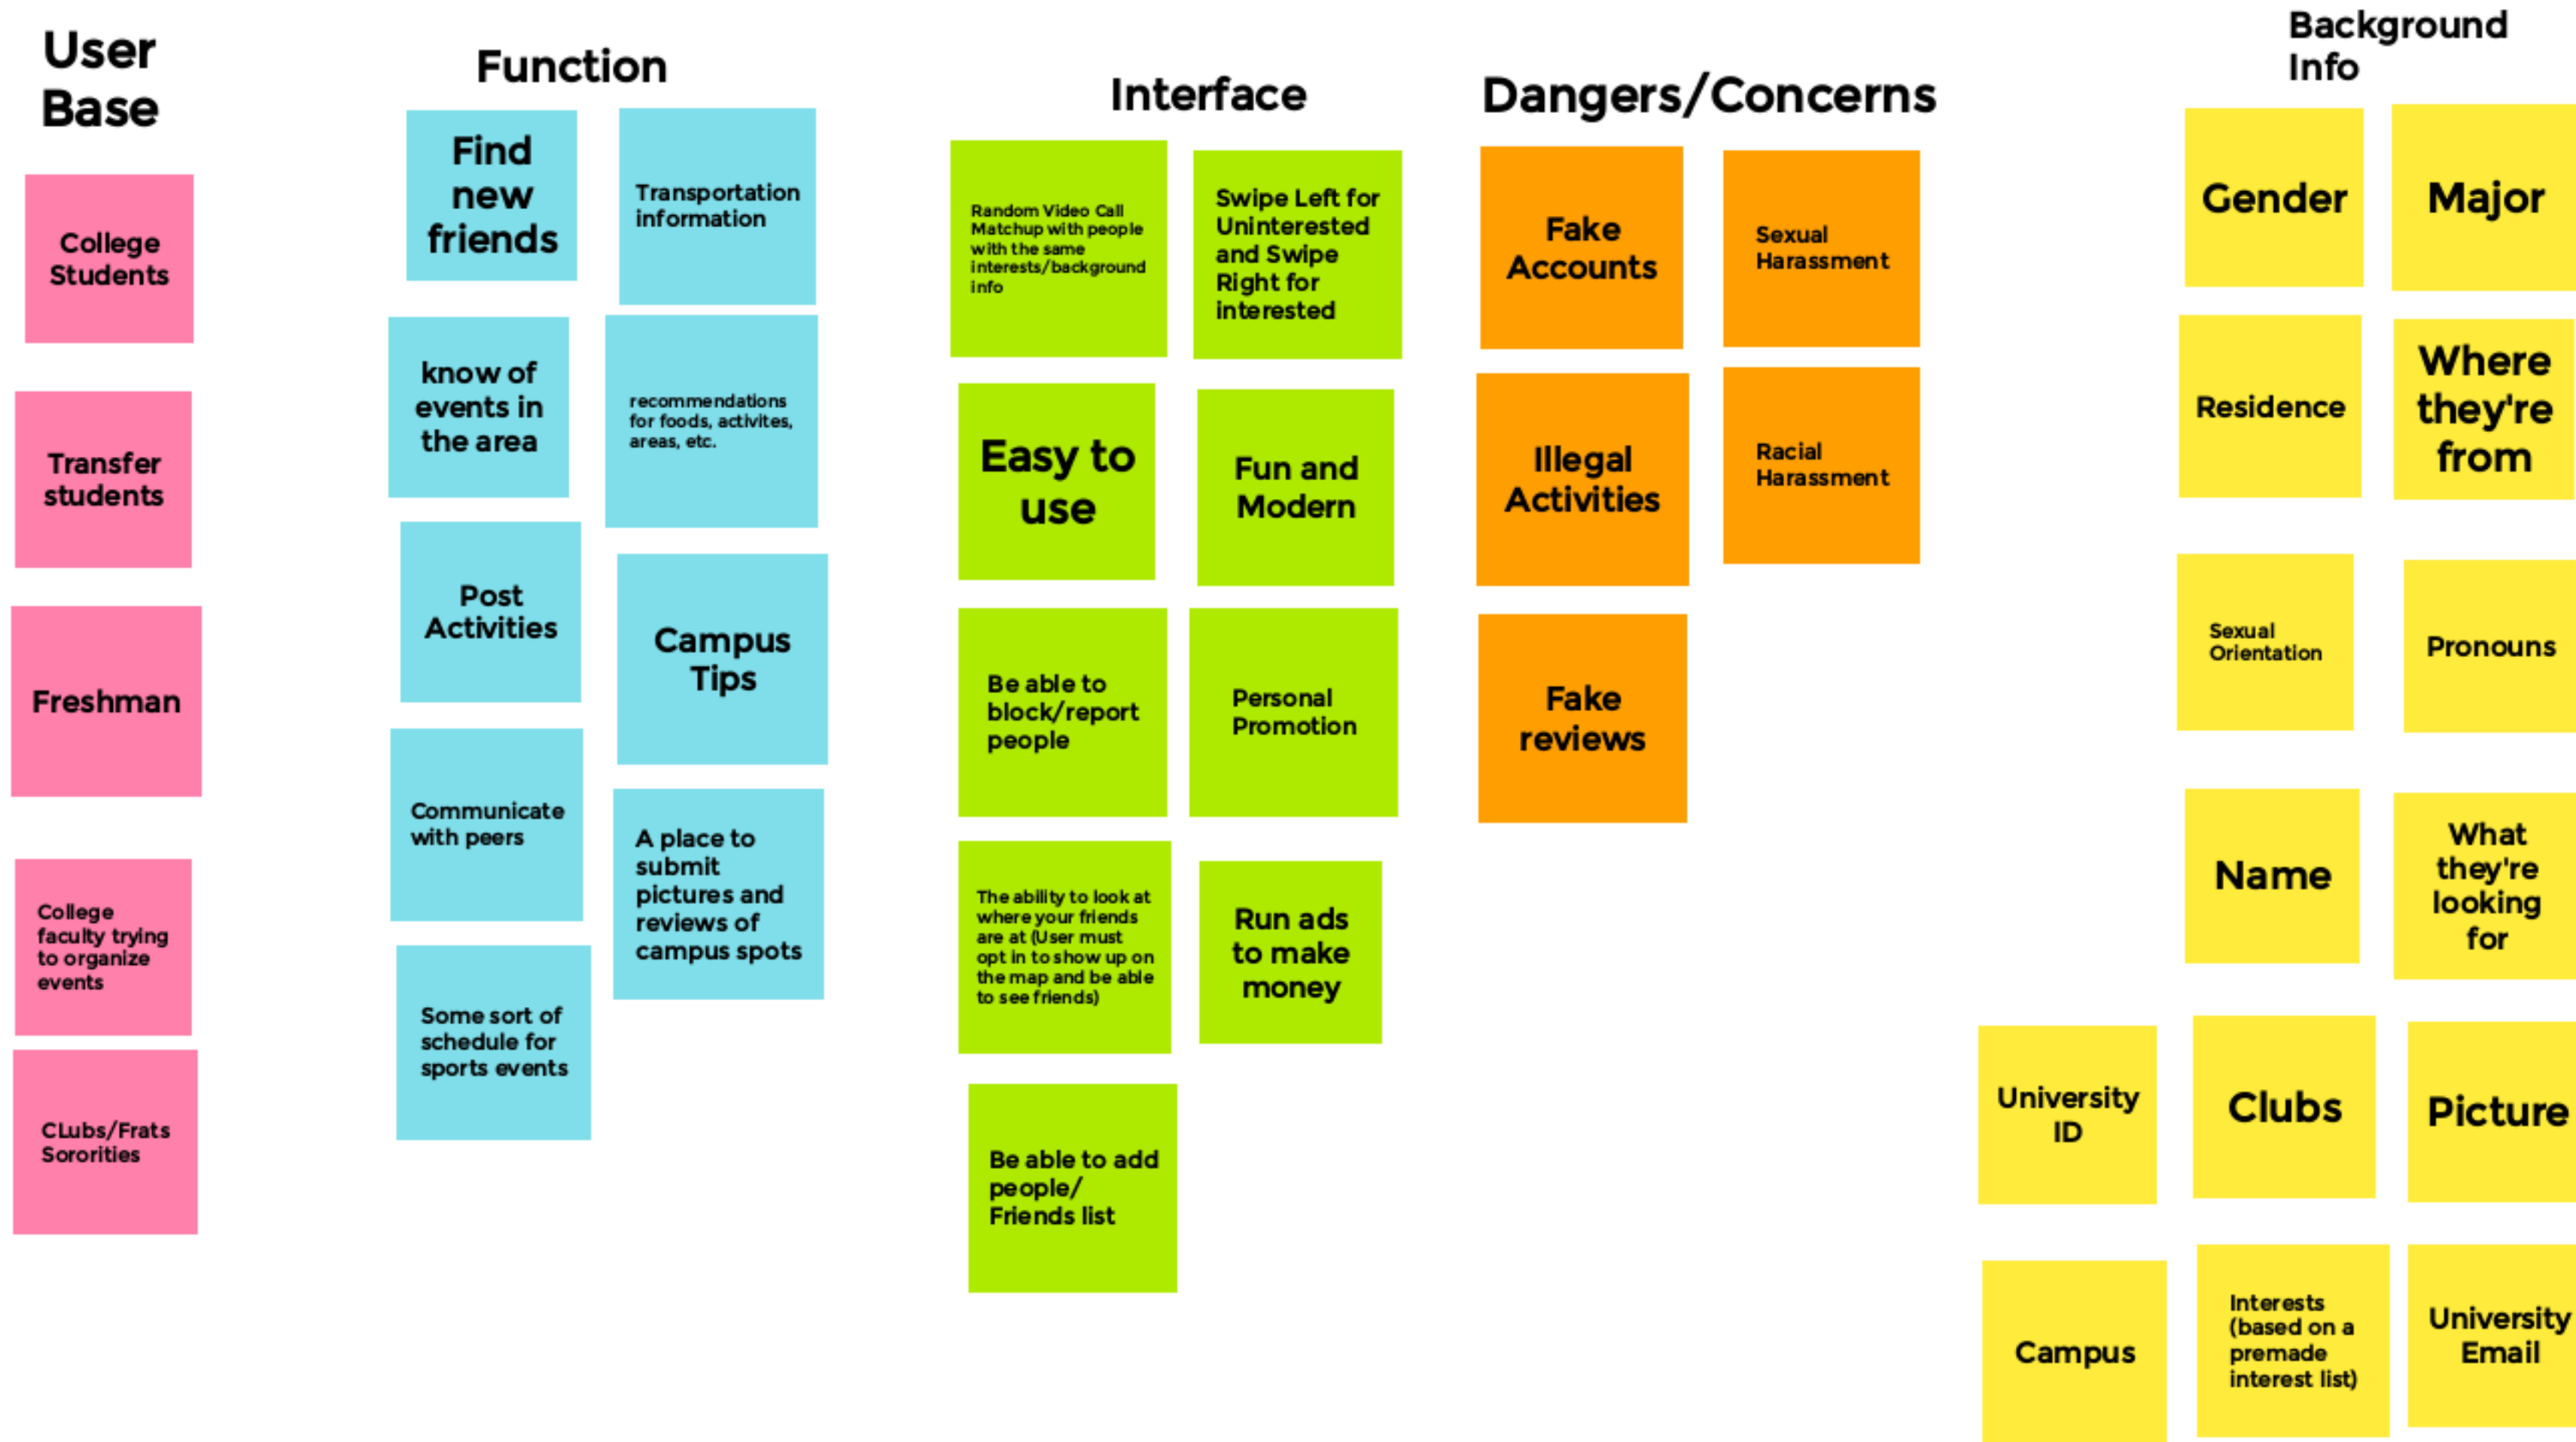 User
Base
College
Students
Transfer
students
Freshman
College
faculty trying
to organize
events
CLubs/Frats
Sororities
Function
Find
new
friends
Transportation
information
know of
events in
the area
recommendations
for foods, activites,
areas, etc.
Post
Activities
Campus
Tips
Communicate
with peers
A place to
submit
pictures and
reviews of
campus spots
Some sort of
schedule for
sports events
Interface
Random Video Call
Matchup with people
with the same
interests/background
info
Swipe Left for
Uninterested
and Swipe
Right for
interested
Easy to
use
Fun and
Modern
Be able to
block/report
people
Personal
Promotion
The ability to look at
where your friends
are at (User must
opt in to show up on
the map and be able
to see friends)
Run ads
to make
money
Be able to add
people/
Friends list
Dangers/Concerns
Fake
Accounts
Sexual
Harassment
Illegal
Activities
Racial
Harassment
Fake
reviews
Background
Info
Gender
Major
Residence
Where
they're
from
Sexual
Orientation
Pronouns
Name
What
they're
looking
for
University
ID
Clubs
Picture
Campus
Interests
(based on a
premade
interest list)
University
Email